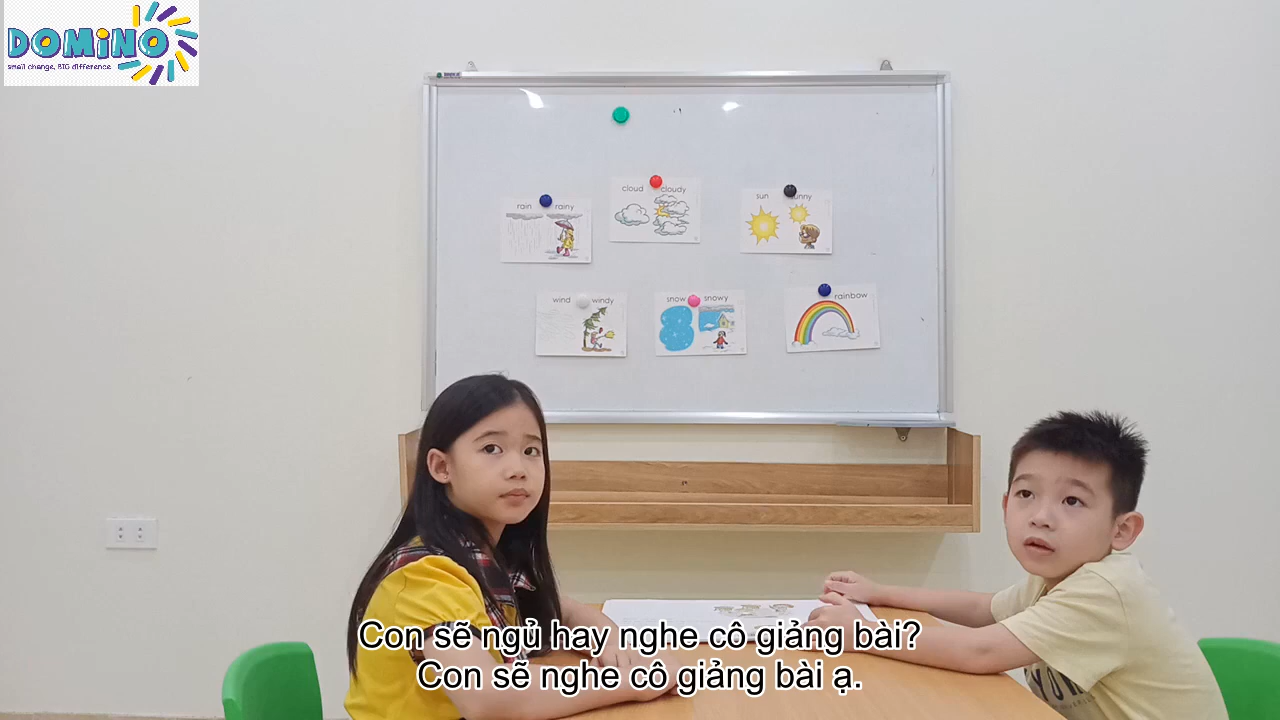 DOMiNO
small change, BIG difference
cloud cloudy
rain rainy
sun unny
wind windy
snow snowy
rainbow
Con sẽ ngủ hay nghe cô giảng bài?
Con sẽ nghe cô giảng bài ạ.